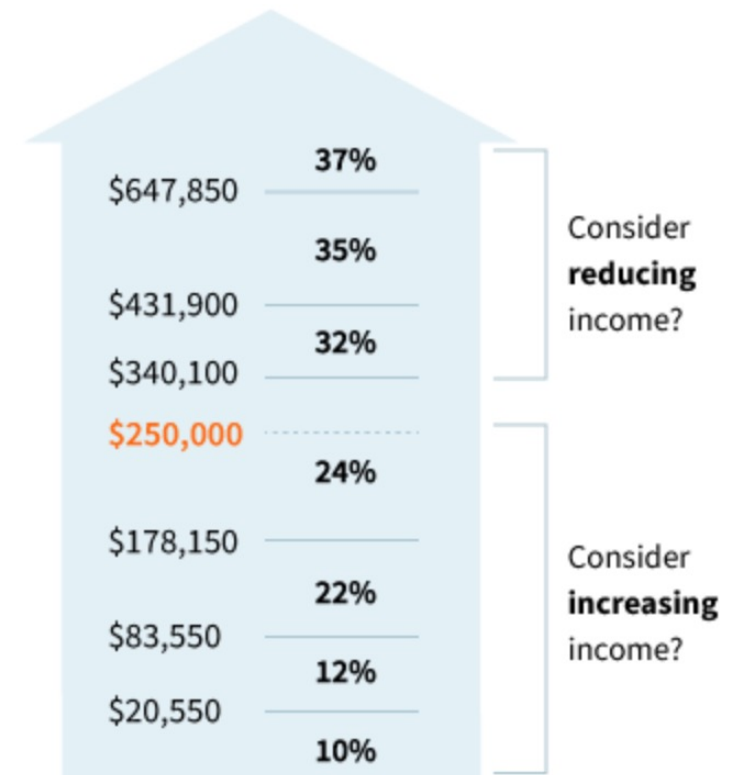 37%
$647,850
35%
$431,900
32%
$340,100
$250,000
24%
$178,150
22%
$83,550
12%
$20,550
10%
Consider
reducing
income?
Consider
increasing
income?